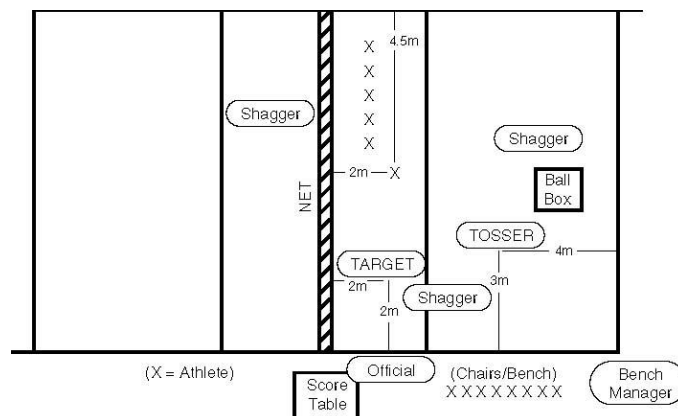 X
4.5m
X
X
Shagger
X
Shagger
X
2m
X
Ball
Box
NET
TOSSER
4m
TARGET
3m
2m
Shagger
2m
(X = Athlete)
Official
(Chairs/Bench)
X X X X X X X X
Bench
Manager
Score
Table